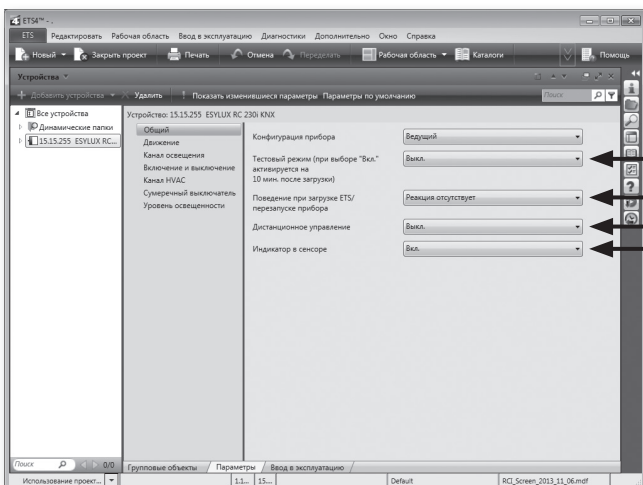 ETS4™ - .
ETS Редактировать Рабочая область Ввод в эксплуатацию Диагностики Дополнительно Окно Справка
Новый Закрыть проект Печать Отмена Переделать Рабочая область Каталоги Помощь
Устройства
Добавить устройства Удалить Показать изменившиеся параметры Параметры по умолчанию Поиск
Все устройства
Динамические папки
15.15.255 ESYLUX RC...
Устройство: 15.15.255 ESYLUX RC 230i KNX
Общий
Движение
Канал освещения
Включение и выключение
Канал HVAC
Сумеречный выключатель
Уровень освещенности
Конфигурация прибора Ведущий
Тестовый режим (при выборе "Вкл." Выкл.
активируется на
10 мин. после загрузки)
Поведение при загрузке ETS/ Реакция отсутствует
перезапуске прибора
Дистанционное управление Выкл.
Индикатор в сенсоре Вкл.
Поиск 0/0
Групповые объекты Параметры Ввод в эксплуатацию
Использование проект... 1.1... 15.... Default RCI_Screen_2013_11_06.mdf